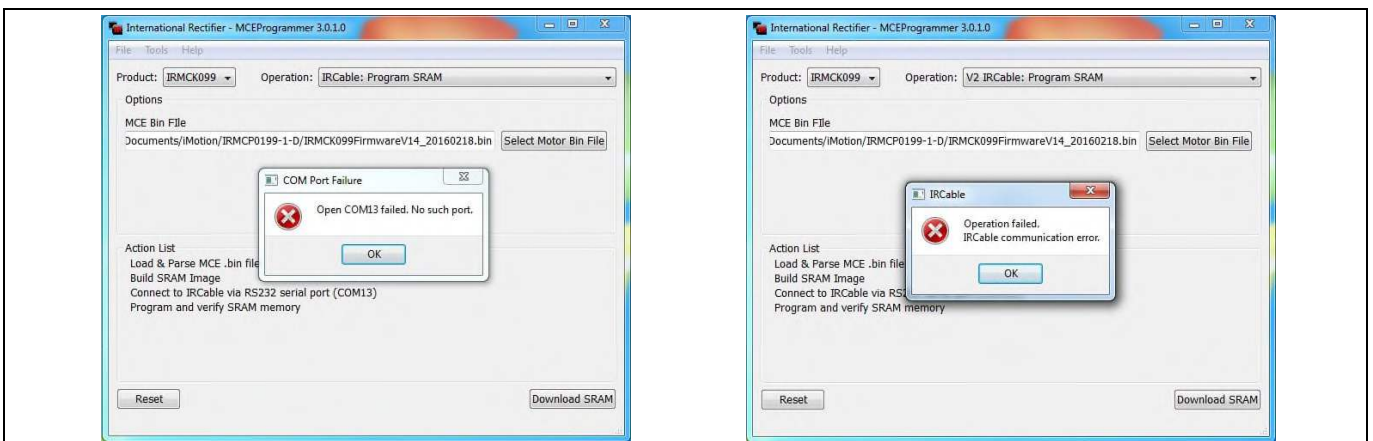 International Rectifier - MCEProgrammer 3.0.1.0
File Tools Help
Product: IRMCK099 Operation: IRCable: Program SRAM
Options
MCE Bin FIle
Documents/iMotion/IRMCP0199-1-D/IRMCK099FirmwareV14_20160218.bin Select Motor Bin File
COM Port Failure
Open COM13 failed. No such port.
OK
Action List
Load & Parse MCE .bin file
Build SRAM Image
Connect to IRCable via RS232 serial port (COM13)
Program and verify SRAM memory
Reset Download SRAM
International Rectifier - MCEProgrammer 3.0.1.0
File Tools Help
Product: IRMCK099 Operation: V2 IRCable: Program SRAM
Options
MCE Bin FIle
Documents/iMotion/IRMCP0199-1-D/IRMCK099FirmwareV14_20160218.bin Select Motor Bin File
IRCable
Operation failed.
IRCable communication error.
OK
Action List
Load & Parse MCE .bin file
Build SRAM Image
Connect to IRCable via
Program and verify SRAM memory
Reset Download SRAM